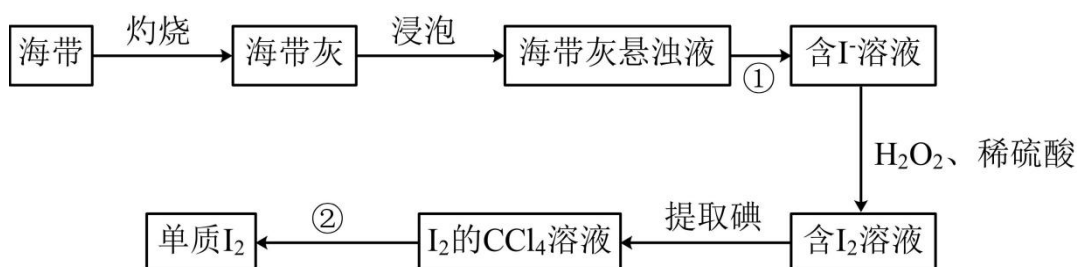 海带 灼烧 海带灰 浸泡 海带灰悬浊液 ① 含I⁻溶液
H₂O₂、稀硫酸
单质I₂ ② I₂的CCl₄溶液 提取碘 含I₂溶液